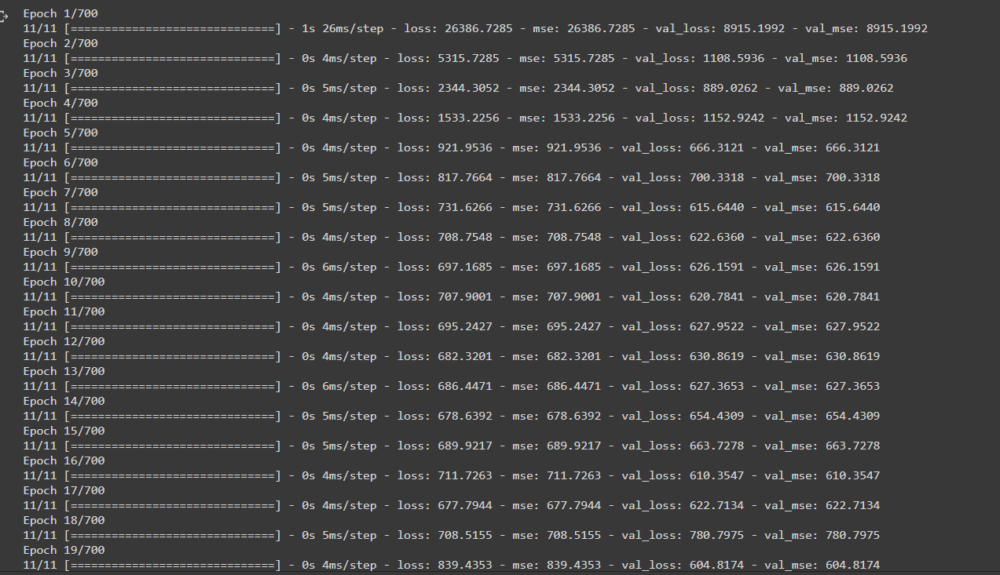 Epoch 1/700
11/11 [==============================] - 1s 26ms/step - loss: 26386.7285 - mse: 26386.7285 - val_loss: 8915.1992 - val_mse: 8915.1992
Epoch 2/700
11/11 [==============================] - 0s 4ms/step - loss: 5315.7285 - mse: 5315.7285 - val_loss: 1108.5936 - val_mse: 1108.5936
Epoch 3/700
11/11 [==============================] - 0s 5ms/step - loss: 2344.3052 - mse: 2344.3052 - val_loss: 889.0262 - val_mse: 889.0262
Epoch 4/700
11/11 [==============================] - 0s 4ms/step - loss: 1533.2256 - mse: 1533.2256 - val_loss: 1152.9242 - val_mse: 1152.9242
Epoch 5/700
11/11 [==============================] - 0s 4ms/step - loss: 921.9536 - mse: 921.9536 - val_loss: 666.3121 - val_mse: 666.3121
Epoch 6/700
11/11 [==============================] - 0s 5ms/step - loss: 817.7664 - mse: 817.7664 - val_loss: 700.3318 - val_mse: 700.3318
Epoch 7/700
11/11 [==============================] - 0s 5ms/step - loss: 731.6266 - mse: 731.6266 - val_loss: 615.6440 - val_mse: 615.6440
Epoch 8/700
11/11 [==============================] - 0s 4ms/step - loss: 708.7548 - mse: 708.7548 - val_loss: 622.6360 - val_mse: 622.6360
Epoch 9/700
11/11 [==============================] - 0s 6ms/step - loss: 697.1685 - mse: 697.1685 - val_loss: 626.1591 - val_mse: 626.1591
Epoch 10/700
11/11 [==============================] - 0s 4ms/step - loss: 707.9001 - mse: 707.9001 - val_loss: 620.7841 - val_mse: 620.7841
Epoch 11/700
11/11 [==============================] - 0s 4ms/step - loss: 695.2427 - mse: 695.2427 - val_loss: 627.9522 - val_mse: 627.9522
Epoch 12/700
11/11 [==============================] - 0s 4ms/step - loss: 682.3201 - mse: 682.3201 - val_loss: 630.8619 - val_mse: 630.8619
Epoch 13/700
11/11 [==============================] - 0s 6ms/step - loss: 686.4471 - mse: 686.4471 - val_loss: 627.3653 - val_mse: 627.3653
Epoch 14/700
11/11 [==============================] - 0s 5ms/step - loss: 678.6392 - mse: 678.6392 - val_loss: 654.4309 - val_mse: 654.4309
Epoch 15/700
11/11 [==============================] - 0s 5ms/step - loss: 689.9217 - mse: 689.9217 - val_loss: 663.7278 - val_mse: 663.7278
Epoch 16/700
11/11 [==============================] - 0s 4ms/step - loss: 711.7263 - mse: 711.7263 - val_loss: 610.3547 - val_mse: 610.3547
Epoch 17/700
11/11 [==============================] - 0s 4ms/step - loss: 677.7944 - mse: 677.7944 - val_loss: 622.7134 - val_mse: 622.7134
Epoch 18/700
11/11 [==============================] - 0s 5ms/step - loss: 708.5155 - mse: 708.5155 - val_loss: 780.7975 - val_mse: 780.7975
Epoch 19/700
11/11 [==============================] - 0s 4ms/step - loss: 839.4353 - mse: 839.4353 - val_loss: 604.8174 - val_mse: 604.8174